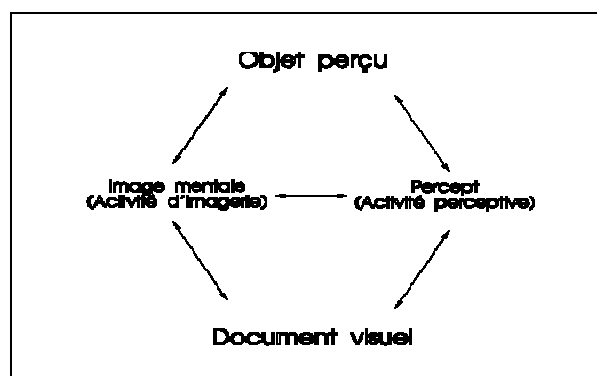 Objet perçu
Image mentale
(Activité d'imagerie)
Percept
(Activité perceptive)
Document visuel